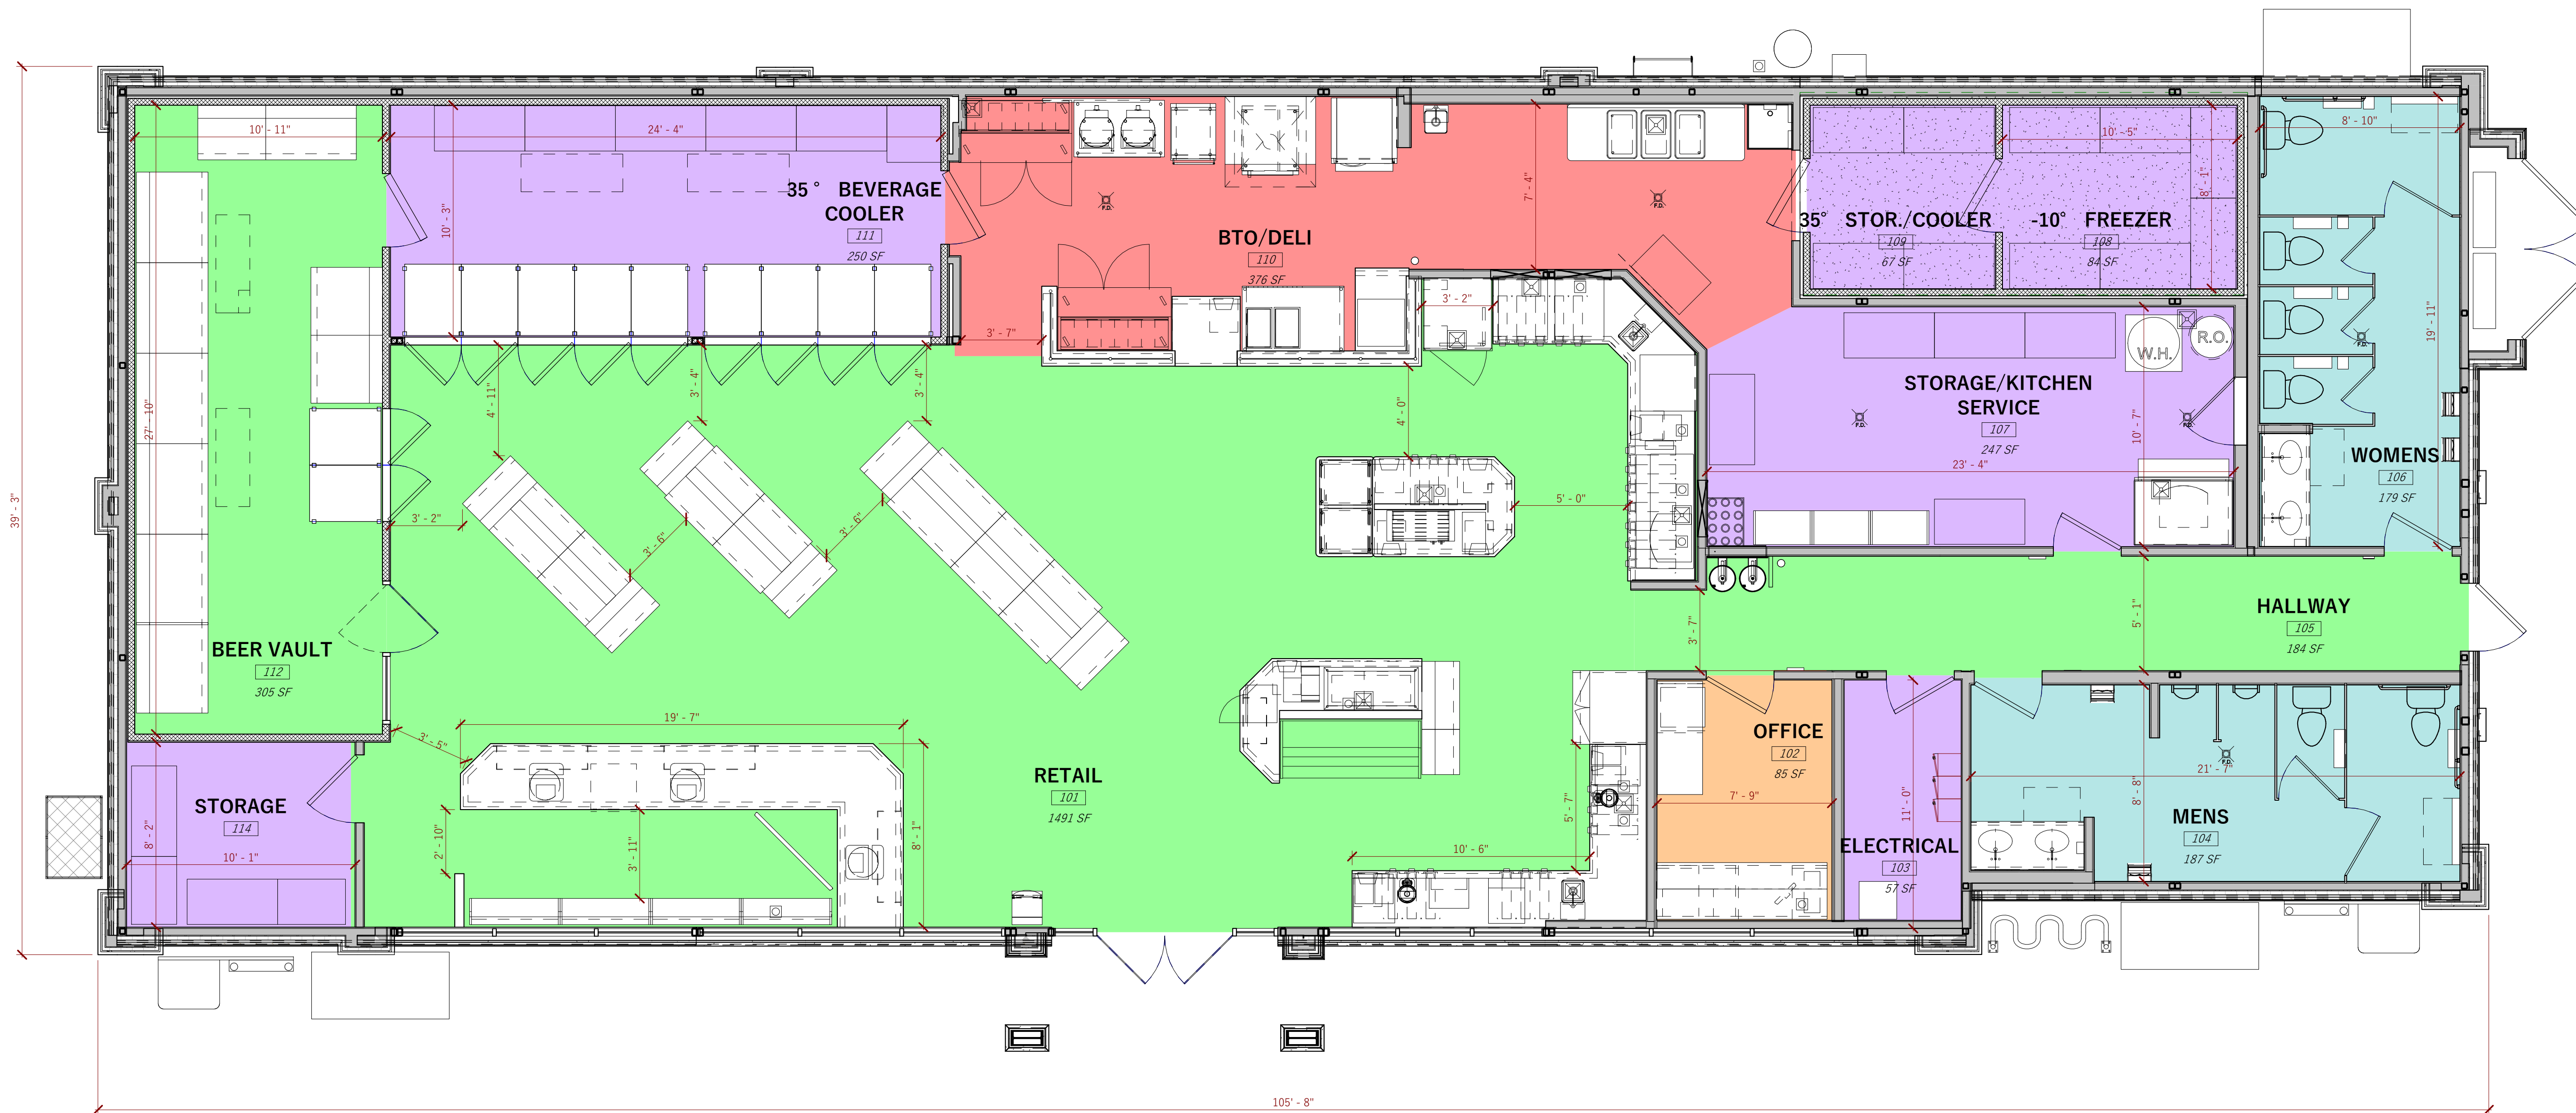 10' - 11"
24' - 4"
10' - 5"
8' - 10"
35 °   BEVERAGE
COOLER
111
250 SF
10' - 3"
F.D.
BTO/DELI
110
376 SF
7' - 4"
F.D.
35°   STOR./COOLER
109
67 SF
-10°   FREEZER
108
84 SF
8' - 1"
19' - 11"
3' - 7"
3' - 2"
W.H.
R.O.
F.D.
STORAGE/KITCHEN
SERVICE
107
247 SF
F.D.
F.D.
10' - 7"
23' - 4"
WOMENS
106
179 SF
4' - 11"
3' - 4"
3' - 4"
4' - 0"
27' - 10"
39' - 3"
3' - 2"
3' - 6"
3' - 6"
5' - 0"
BEER VAULT
112
305 SF
3' - 7"
5' - 1"
HALLWAY
105
184 SF
19' - 7"
3' - 5"
RETAIL
101
1491 SF
OFFICE
102
85 SF
7' - 9"
11' - 0"
ELECTRICAL
103
57 SF
F.D.
21' - 7"
8' - 8"
MENS
104
187 SF
STORAGE
114
8' - 2"
10' - 1"
2' - 10"
3' - 11"
8' - 1"
5' - 7"
10' - 6"
105' - 8"